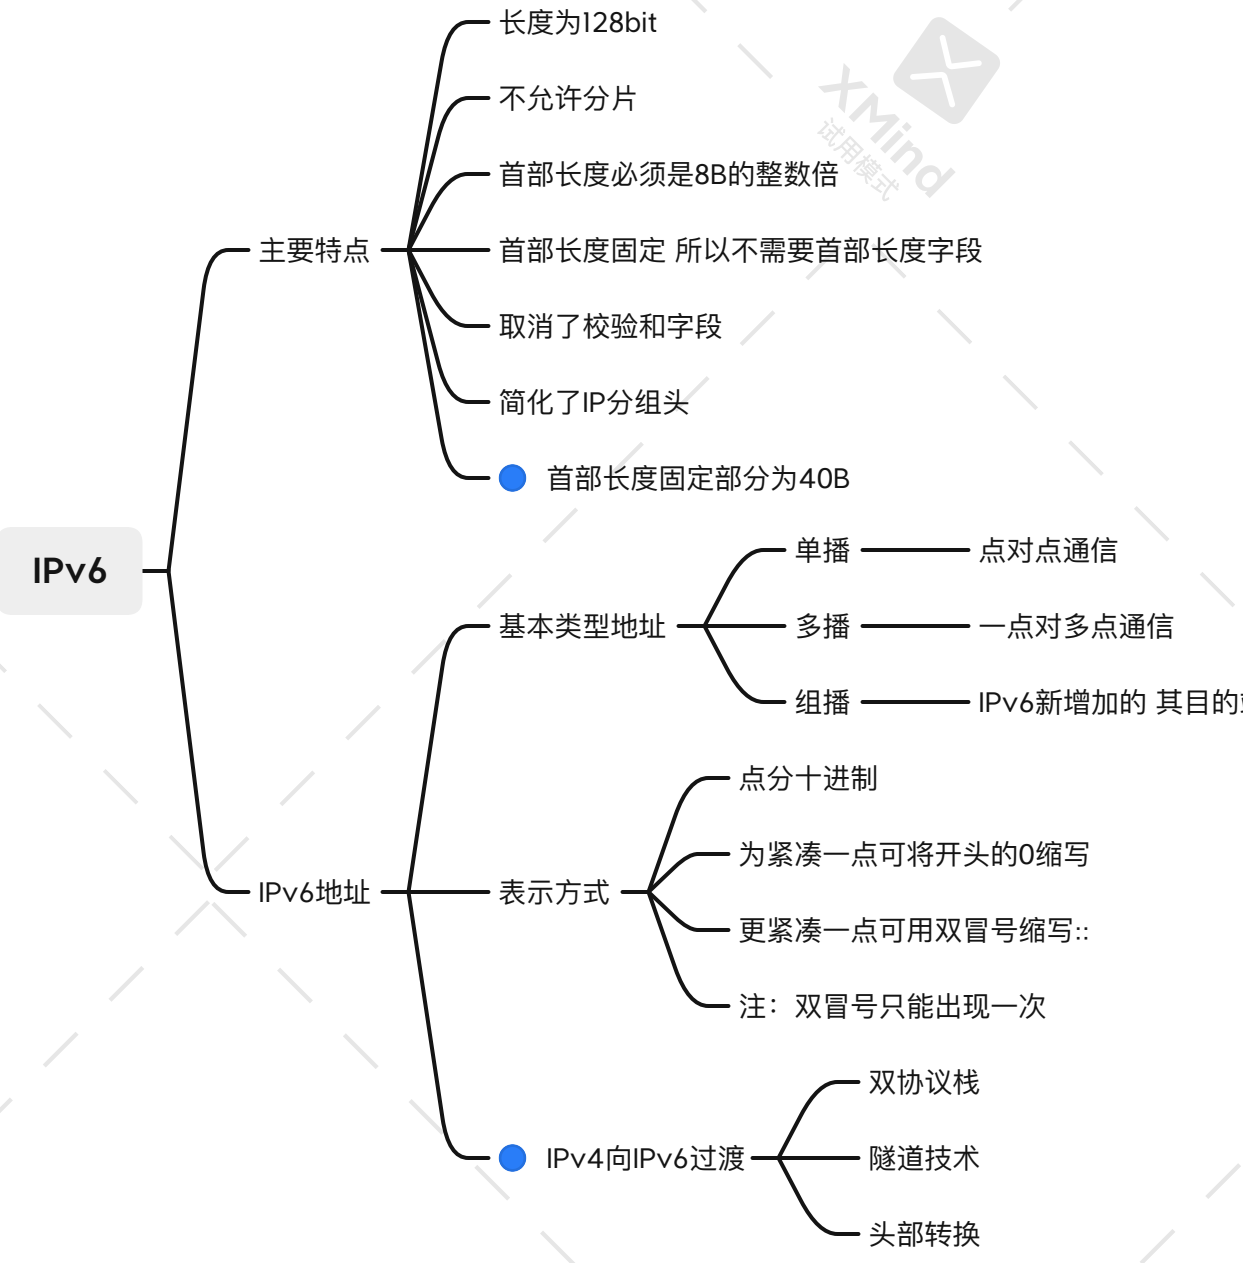 长度为128bit
XMind
试用模式
不允许分片
首部长度必须是8B的整数倍
主要特点
首部长度固定 所以不需要首部长度字段
取消了校验和字段
简化了IP分组头
首部长度固定部分为40B
IPv6
单播
点对点通信
基本类型地址
多播
一点对多点通信
组播
IPv6新增加的 其目的
点分十进制
为紧凑一点可将开头的0缩写
IPv6地址
表示方式
更紧凑一点可用双冒号缩写::
注：双冒号只能出现一次
双协议栈
IPv4向IPv6过渡
隧道技术
头部转换